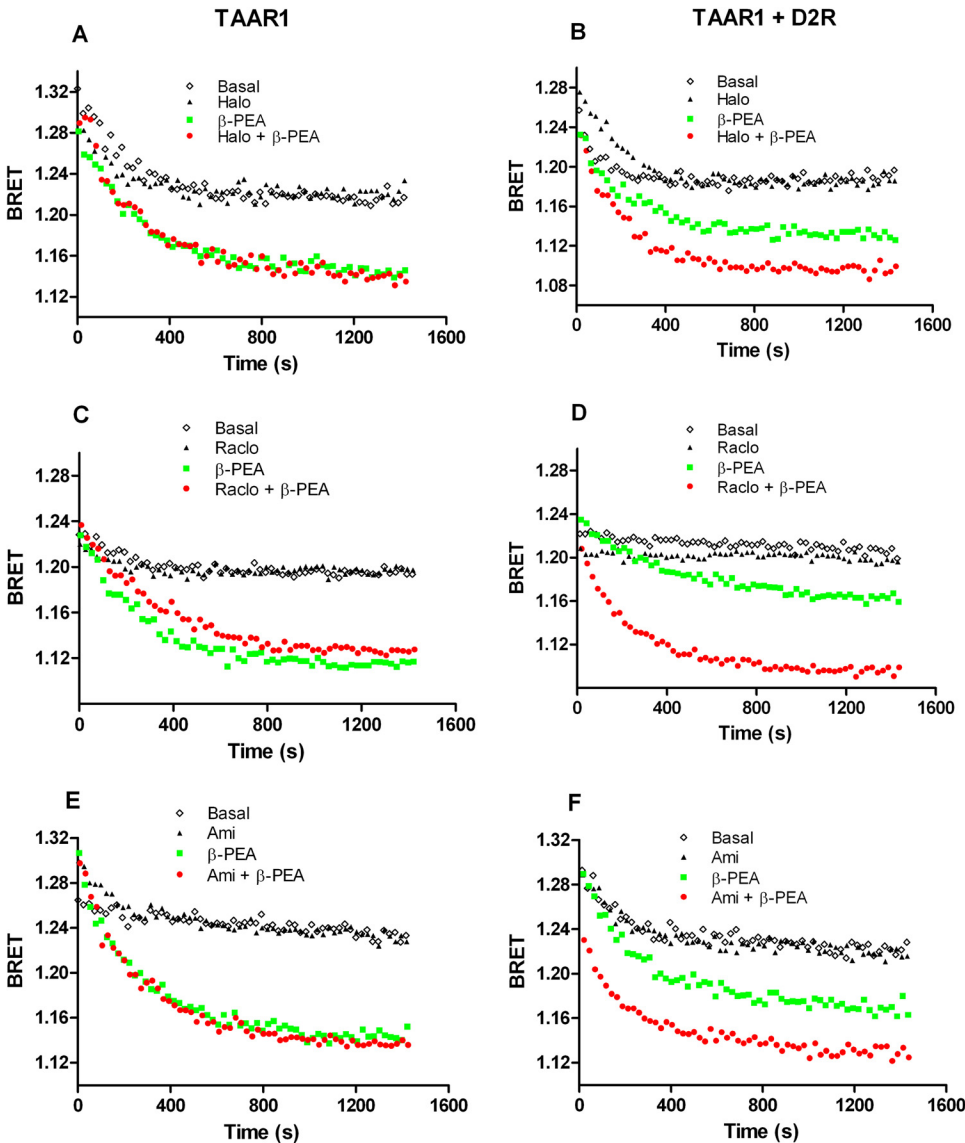 TAAR1
TAAR1 + D2R
A
Basal
Halo
β-PEA
Halo + β-PEA
BRET
1.32
1.28
1.24
1.20
1.16
1.12
0
400
800
1200
1600
Time (s)
B
Basal
Halo
β-PEA
Halo + β-PEA
BRET
1.28
1.24
1.20
1.16
1.12
1.08
0
400
800
1200
1600
Time (s)
C
Basal
Raclo
β-PEA
Raclo + β-PEA
BRET
1.28
1.24
1.20
1.16
1.12
0
400
800
1200
1600
Time (s)
D
Basal
Raclo
β-PEA
Raclo + β-PEA
BRET
1.28
1.24
1.20
1.16
1.12
0
400
800
1200
1600
Time (s)
E
Basal
Ami
β-PEA
Ami + β-PEA
BRET
1.32
1.28
1.24
1.20
1.16
1.12
0
400
800
1200
1600
Time (s)
F
Basal
Ami
β-PEA
Ami + β-PEA
BRET
1.32
1.28
1.24
1.20
1.16
1.12
0
400
800
1200
1600
Time (s)